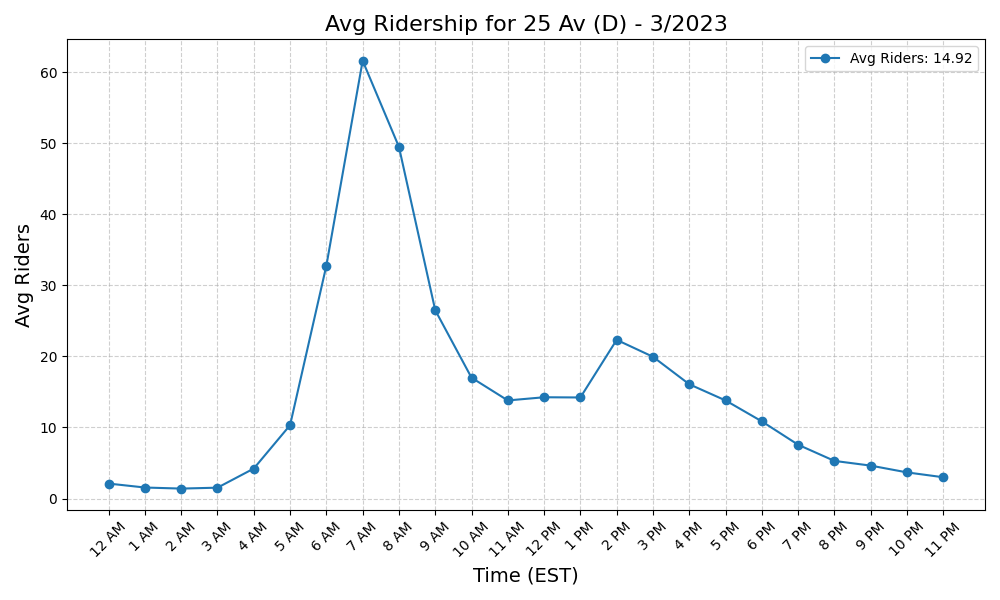 Avg Ridership for 25 Av (D) - 3/2023
Avg Riders: 14.92
Avg Riders
60
50
40
30
20
10
0
12 AM
1 AM
2 AM
3 AM
4 AM
5 AM
6 AM
7 AM
8 AM
9 AM
10 AM
11 AM
12 PM
1 PM
2 PM
3 PM
4 PM
5 PM
6 PM
7 PM
8 PM
9 PM
10 PM
11 PM
Time (EST)